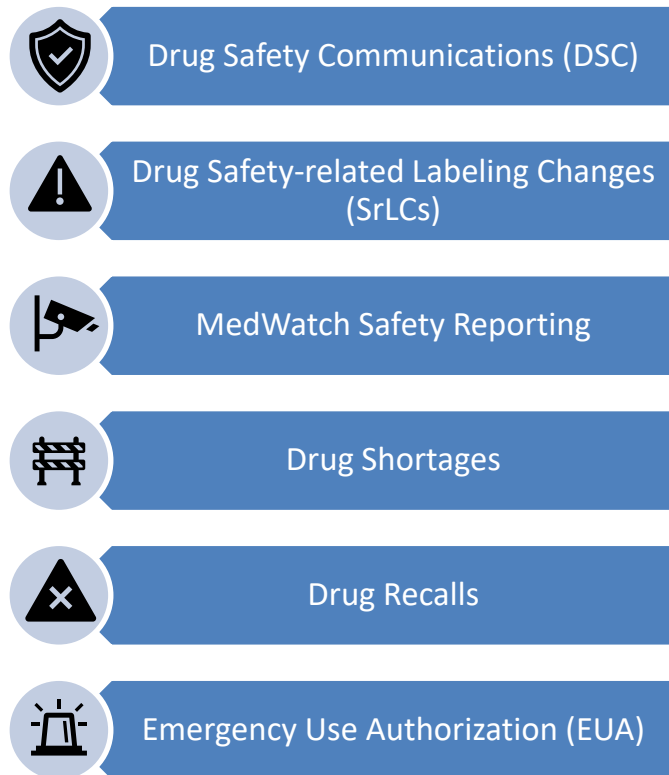 Drug Safety Communications (DSC)
Drug Safety-related Labeling Changes
(SrLCs)
MedWatch Safety Reporting
Drug Shortages
Drug Recalls
Emergency Use Authorization (EUA)